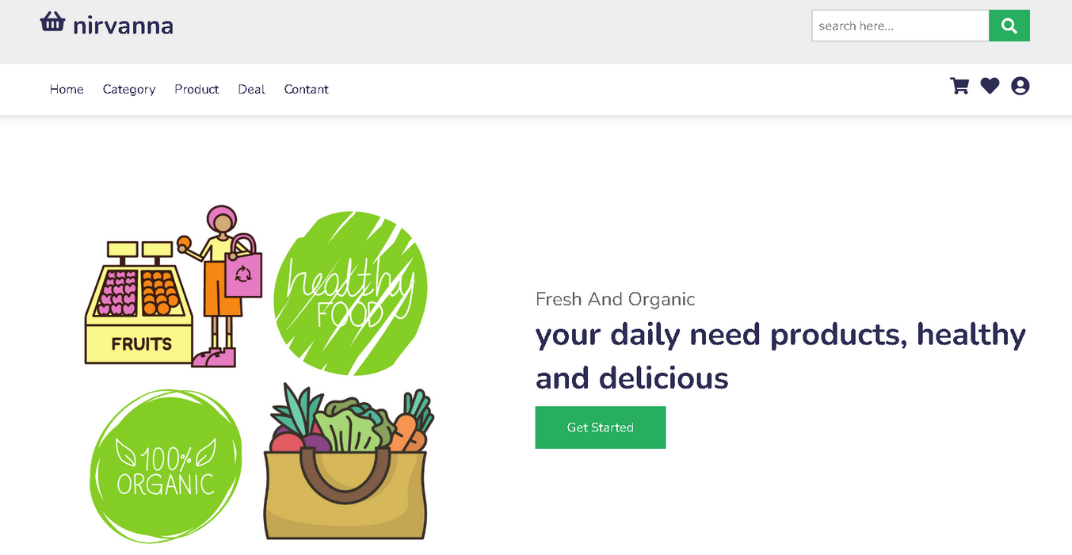 nirvanna
search here...
Home Category Product Deal Contant
FRUITS
healthy
FOOD
100%
ORGANIC
Fresh And Organic
your daily need products, healthy
and delicious
Get Started